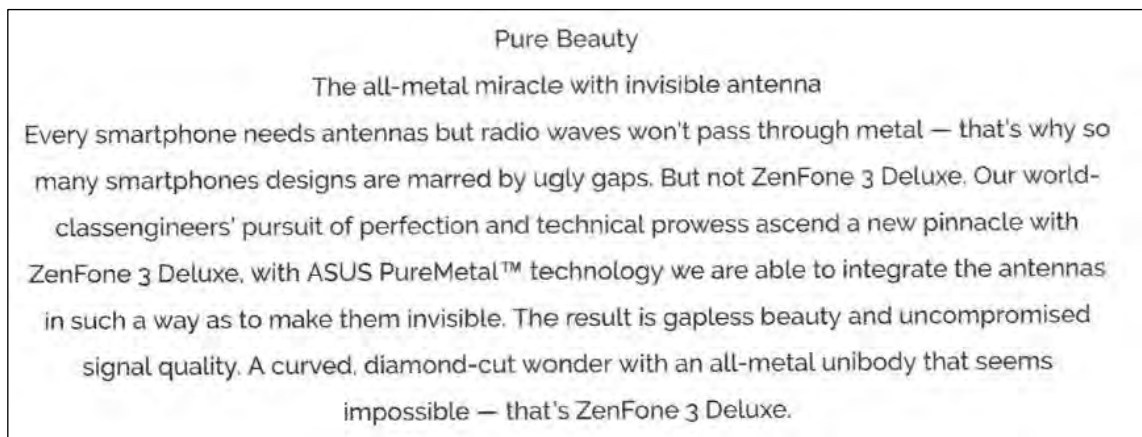 Pure Beauty
The all-metal miracle with invisible antenna
Every smartphone needs antennas but radio waves won't pass through metal — that's why so
many smartphones designs are marred by ugly gaps. But not ZenFone 3 Deluxe. Our world-
classengineers' pursuit of perfection and technical prowess ascend a new pinnacle with
ZenFone 3 Deluxe, with ASUS PureMetal™ technology we are able to integrate the antennas
in such a way as to make them invisible. The result is gapless beauty and uncompromised
signal quality. A curved, diamond-cut wonder with an all-metal unibody that seems
impossible — that's ZenFone 3 Deluxe.